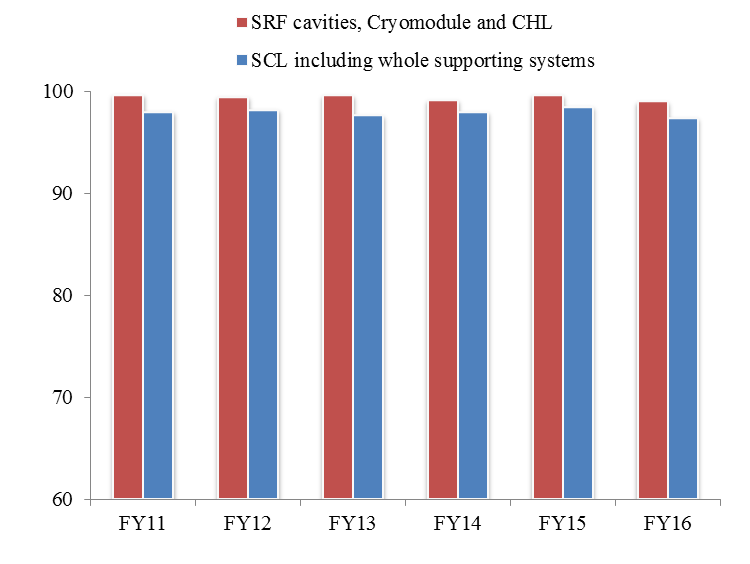 SRF cavities, Cryomodule and CHL
SCL including whole supporting systems
100
90
80
70
60
FY11 FY12 FY13 FY14 FY15 FY16